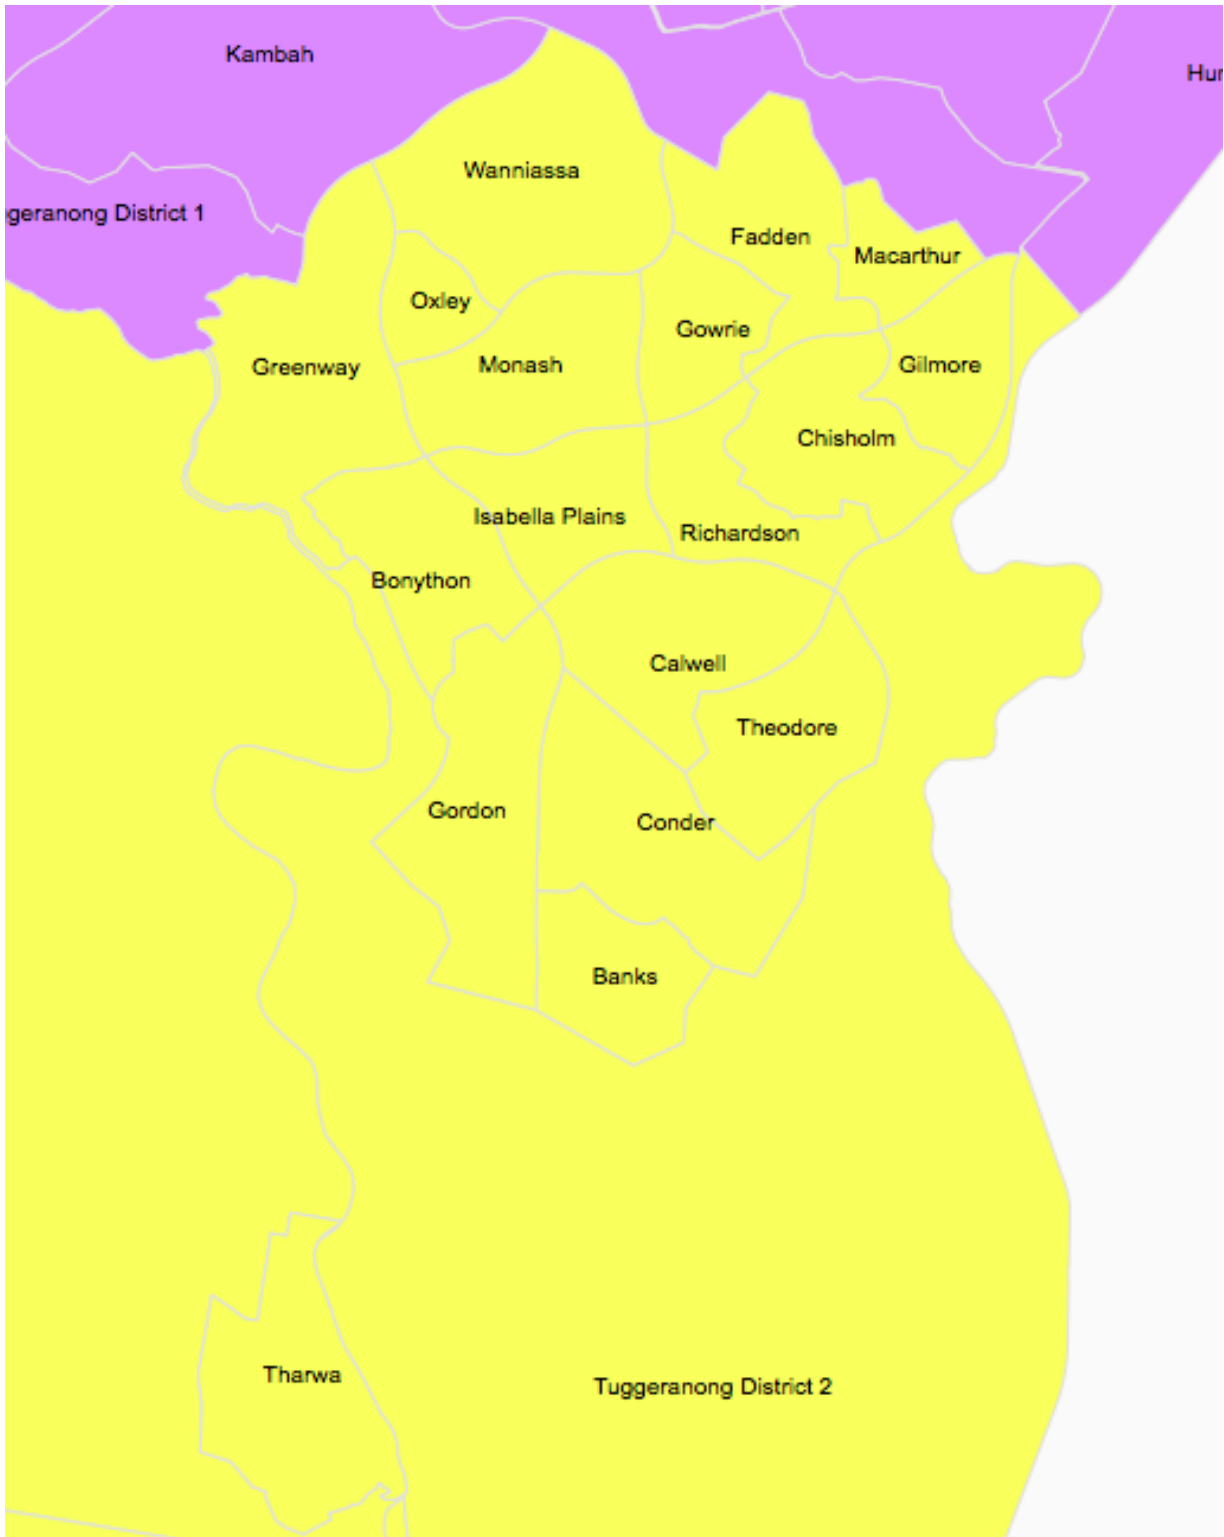 Kambah
Hur
Wanniassa
ggeranong District 1
Fadden
Macarthur
Oxley
Gowrie
Greenway
Monash
Gilmore
Chisholm
Isabella Plains
Richardson
Bonython
Calwell
Theodore
Gordon
Conder
Banks
Tharwa
Tuggeranong District 2